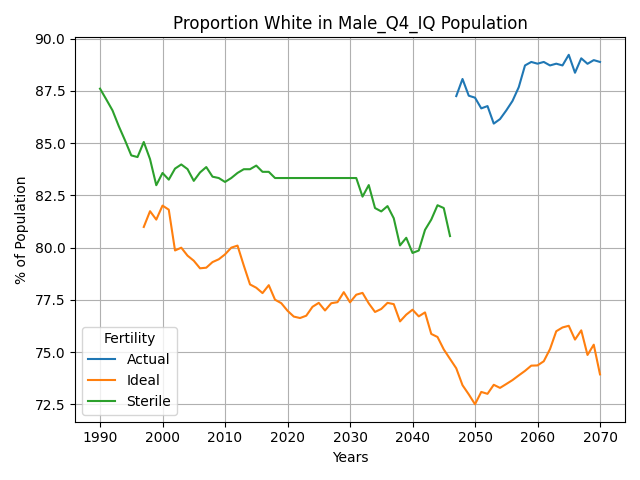 Proportion White in Male_Q4_IQ Population
% of Population
90.0
87.5
85.0
82.5
80.0
77.5
75.0
72.5
Fertility
Actual
Ideal
Sterile
1990 2000 2010 2020 2030 2040 2050 2060 2070
Years